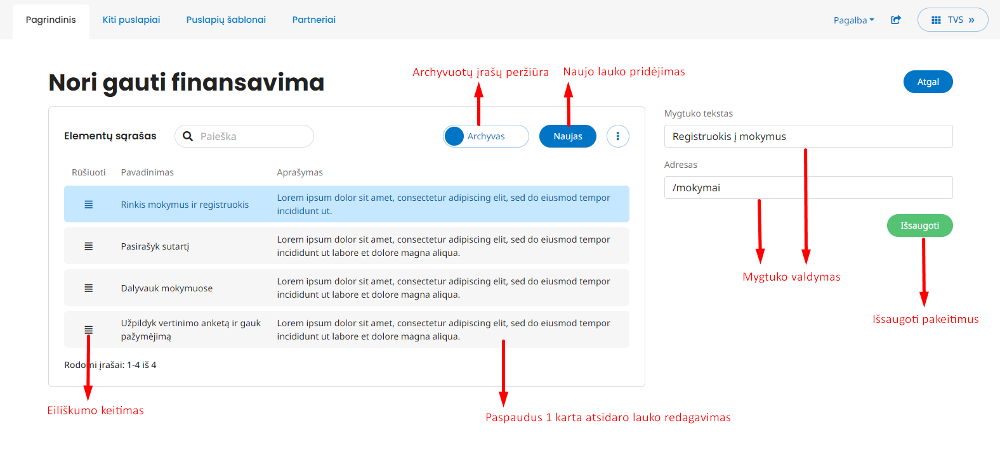 Pagrindinis Kiti puslapiai Puslapių šablonai Partneriai Pagalba TVS »
Archyvuotų įrašų peržiūra Naujo lauko pridėjimas
Nori gauti finansavima Atgal
Mygtuko tekstas
Elementų sąrašas Paieška Archyvas Naujas Registruokis į mokymus
Adresas
Rūšiuoti Pavadinimas Aprašymas
/mokymai
Rinkis mokymus ir registruokis Lorem ipsum dolor sit amet, consectetur adipiscing elit, sed do eiusmod tempor
incididunt ut.
Išsaugoti
Pasirašyk sutartį Lorem ipsum dolor sit amet, consectetur adipiscing elit, sed do eiusmod tempor
incididunt ut labore et dolore magna aliqua.
Mygtuko valdymas
Dalyvauk mokymuose Lorem ipsum dolor sit amet, consectetur adipiscing elit, sed do eiusmod tempor
incididunt ut labore et dolore magna aliqua.
Išsaugoti pakeitimus
Užpildyk vertinimo anketą ir gauk Lorem ipsum dolor sit amet, consectetur adipiscing elit, sed do eiusmod tempor
pažymėjimą incididunt ut labore et dolore magna aliqua.
Rodomi įrašai: 1-4 iš 4
Eiliškumo keitimas
Paspaudus 1 karta atsidaro lauko redagavimas